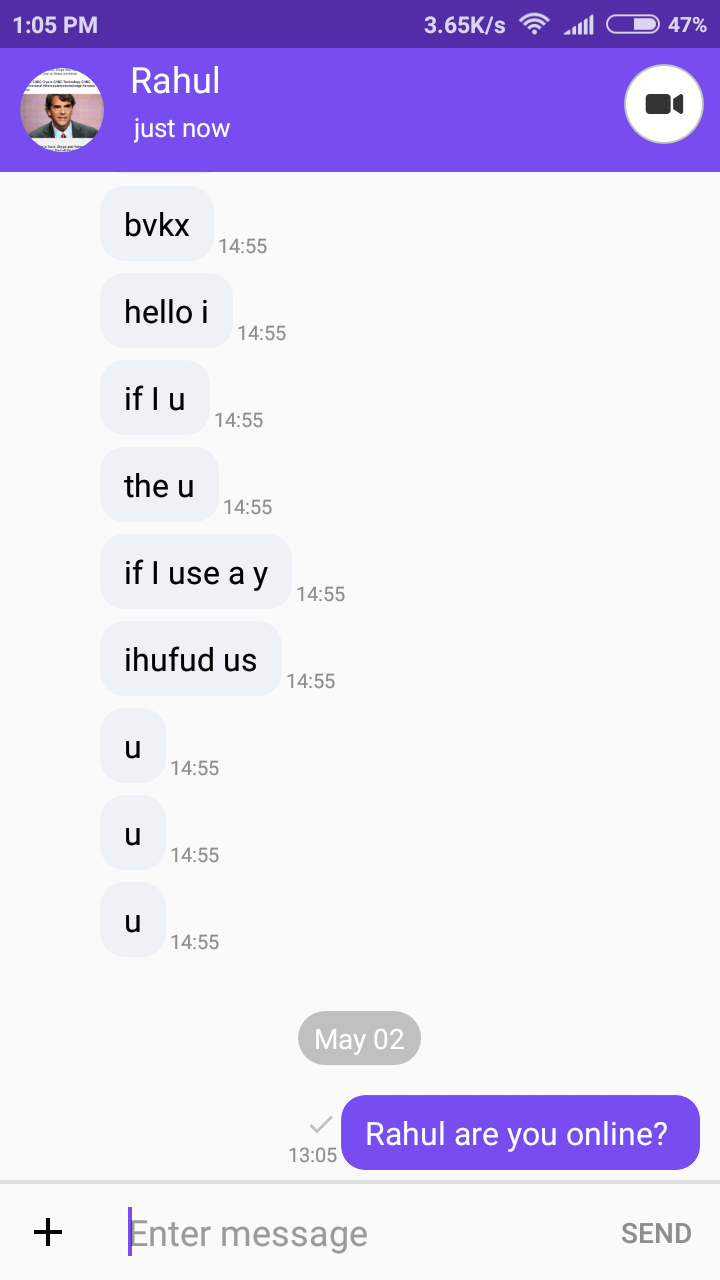 1:05 PM 3.65K/s 47%
Rahul
just now
bvkx 14:55
hello i 14:55
if I u 14:55
the u 14:55
if I use a y 14:55
ihufud us 14:55
u 14:55
u 14:55
u 14:55
May 02
Rahul are you online?
13:05
Enter message SEND